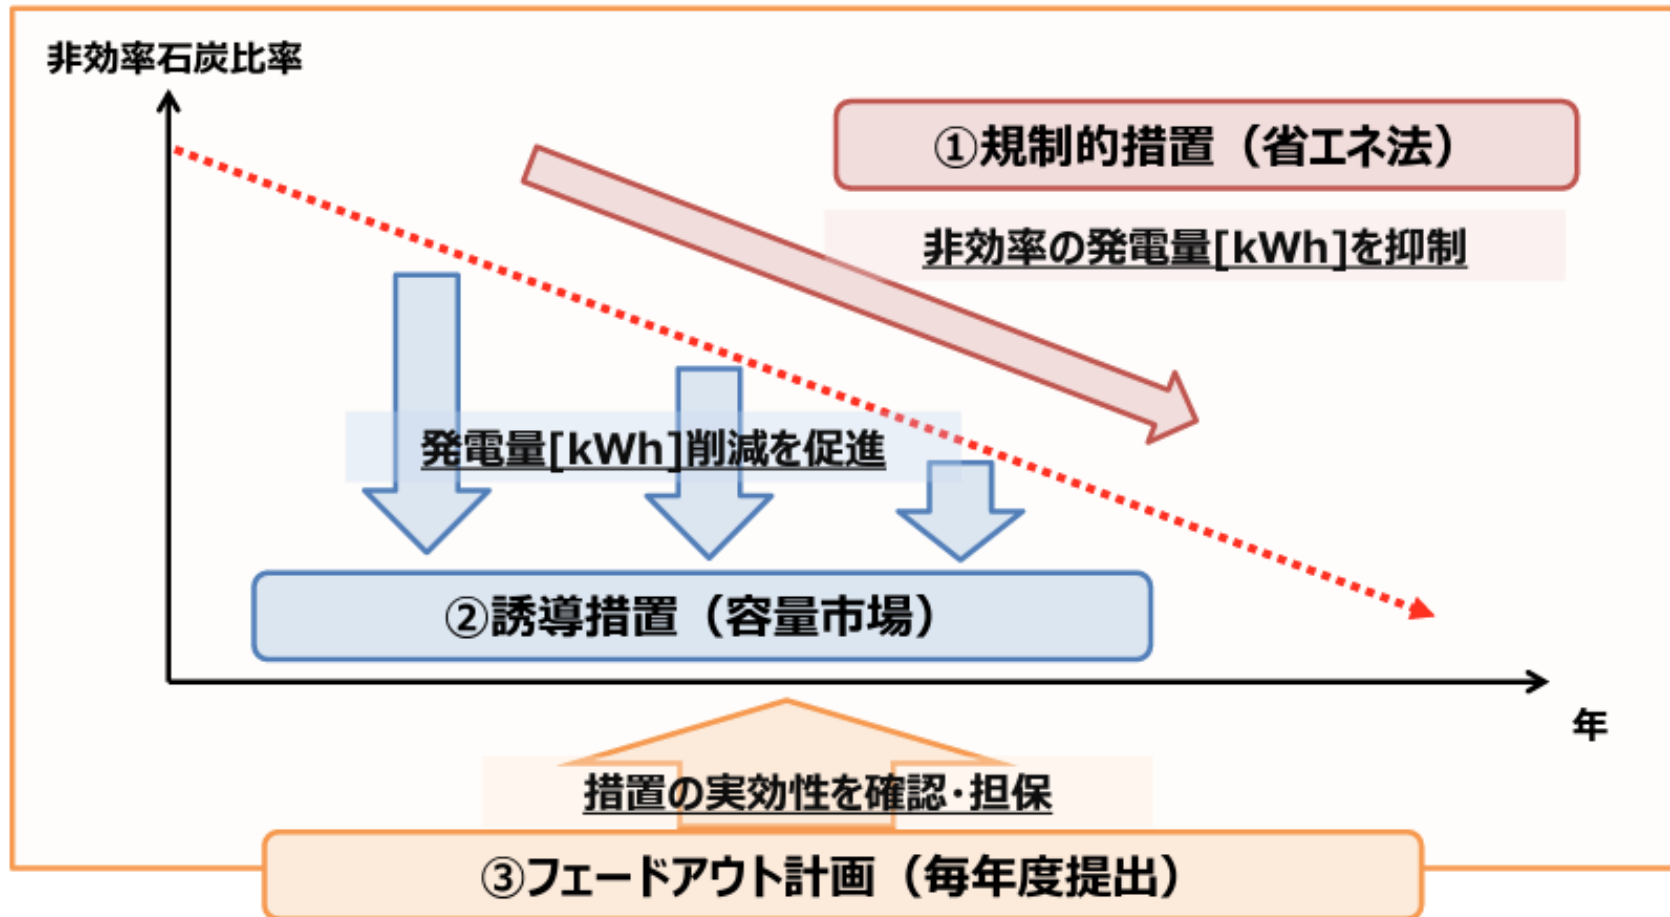 非効率石炭比率
①規制的措置（省エネ法）
非効率の発電量[kWh]を抑制
発電量[kWh]削減を促進
②誘導措置（容量市場）
年
措置の実効性を確認・担保
③フェードアウト計画（毎年度提出）